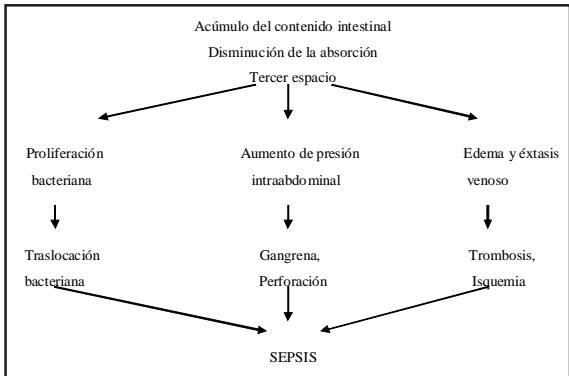 Acúmulo del contenido intestinal
Disminución de la absorción
Tercer espacio
Proliferación
bacteriana
Aumento de presión
intraabdominal
Edema y éxtasis
venoso
Traslocación
bacteriana
Gangrena,
Perforación
Trombosis,
Isquemia
SEPSIS